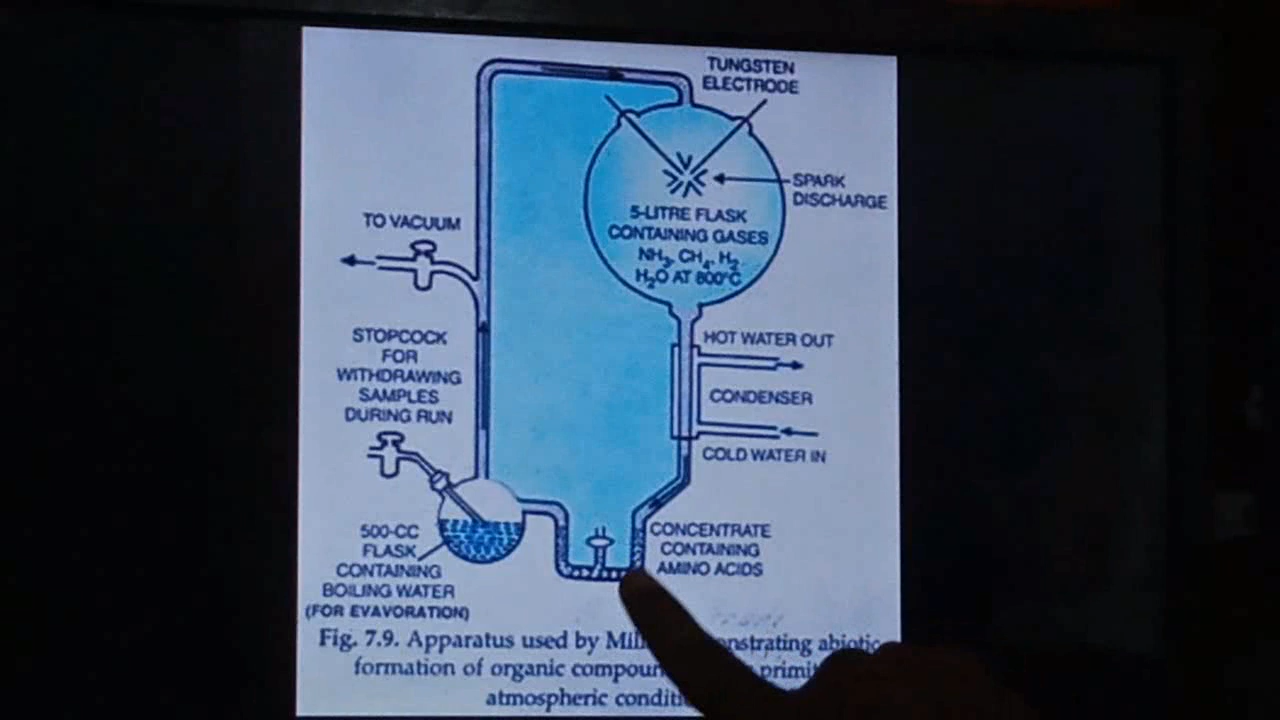 TUNGSTEN
ELECTRODE
SPARK
DISCHARGE
5-LITRE FLASK
CONTAINING GASES
NH3, CH4, H2
H2O AT 800°C
TO VACUUM
HOT WATER OUT
STOPCOCK
FOR
WITHDRAWING
SAMPLES
DURING RUN
CONDENSER
COLD WATER IN
500-CC
FLASK
CONTAINING
BOILING WATER
(FOR EVAVORATION)
CONCENTRATE
CONTAINING
AMINO ACIDS
Fig. 7.9. Apparatus used by abiotic
formation of organic
atmospheric